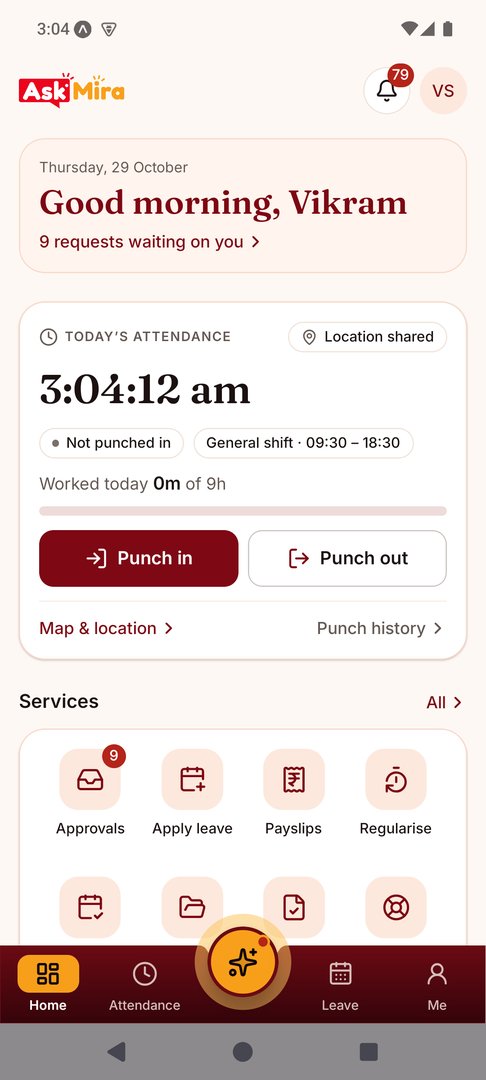 3:04
Ask Mira
79
VS
Thursday, 29 October
Good morning, Vikram
9 requests waiting on you
TODAY'S ATTENDANCE
Location shared
3:04:12 am
Not punched in
General shift · 09:30 – 18:30
Worked today 0m of 9h
Punch in
Punch out
Map & location
Punch history
Services
All
9
Approvals
Apply leave
Payslips
Regularise
Home
Attendance
Leave
Me